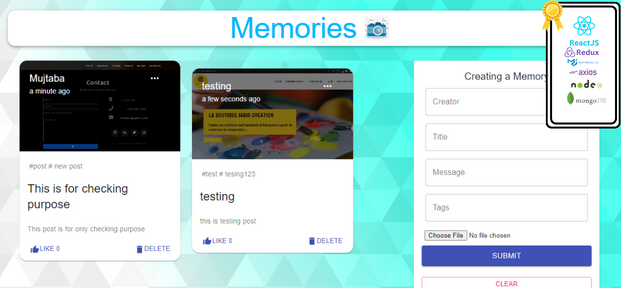 Memories
ReactJS
Redux
axios
node
mongoDB
Mujtaba
a minute ago
Contact
#post # new post
This is for checking
purpose
This post is for only checking purpose
LIKE 0
DELETE
testing
a few seconds ago
LA BOUTIQUE IADIO CREATION
#test # tesing123
testing
this is testing post
LIKE 0
DELETE
Creating a Memory
Creator
Title
Message
Tags
Choose File No file chosen
SUBMIT
CLEAR